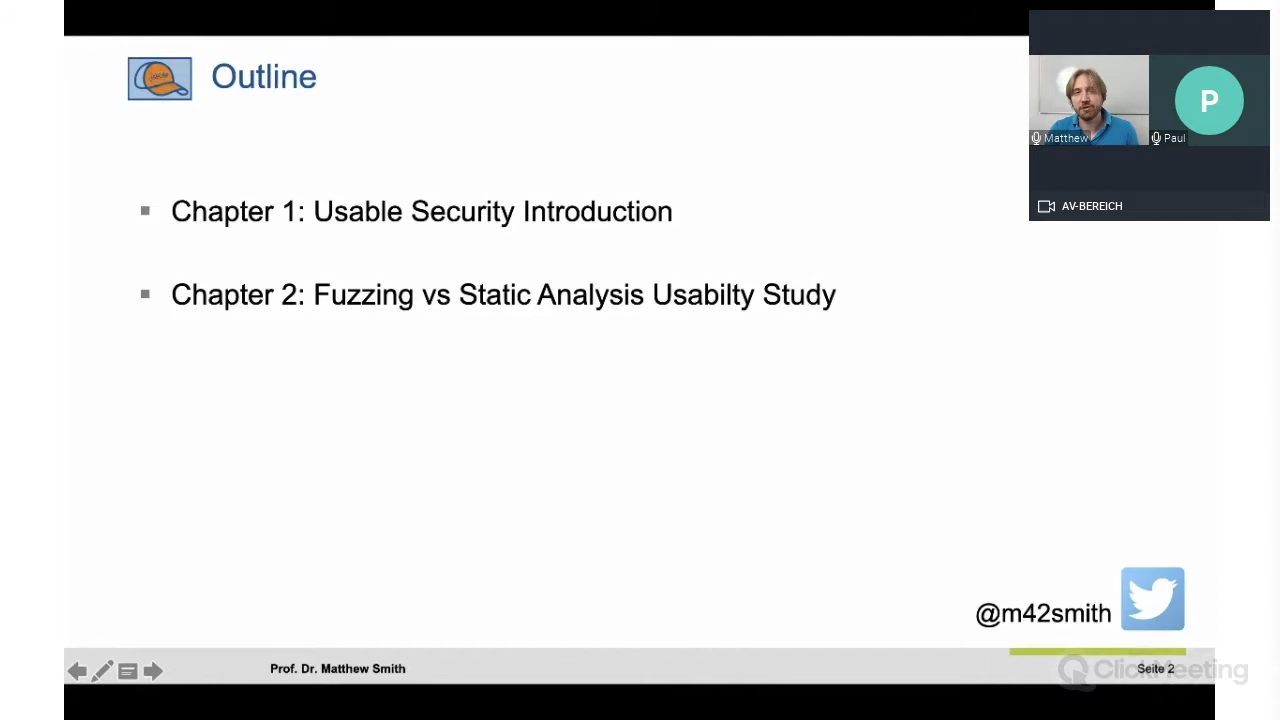 Outline
P
Matthew
Paul
AV-BEREICH
Chapter 1: Usable Security Introduction
Chapter 2: Fuzzing vs Static Analysis Usabilty Study
@m42smith
Prof. Dr. Matthew Smith
Seite 2
ClickMeeting